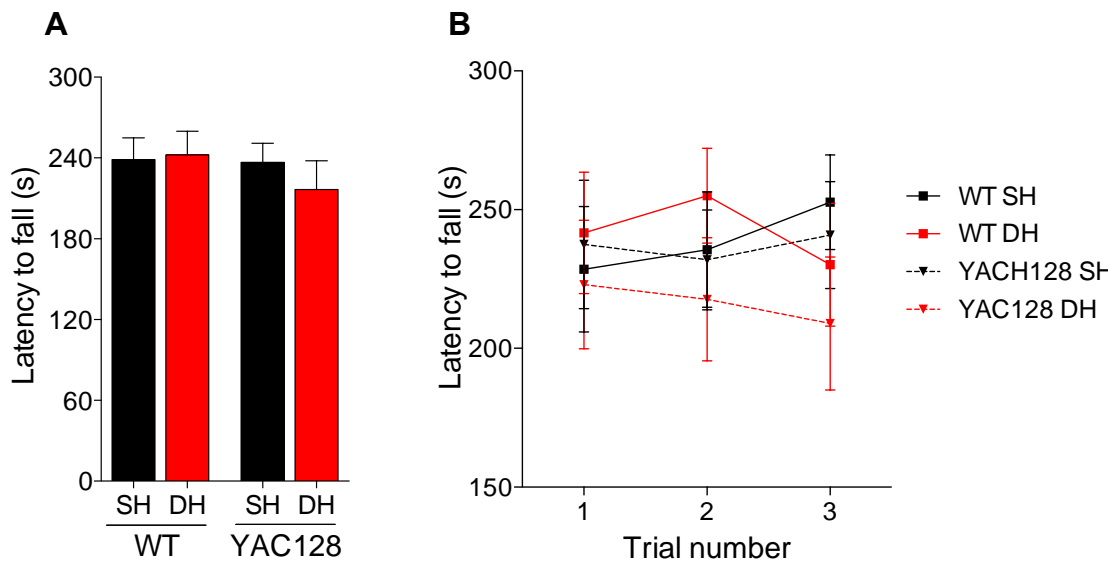 A
Latency to fall (s)
300
240
180
120
60
0
SH DH SH DH
WT YAC128
B
Latency to fall (s)
300
250
200
150
1 2 3
Trial number
WT SH
WT DH
YACH128 SH
YAC128 DH